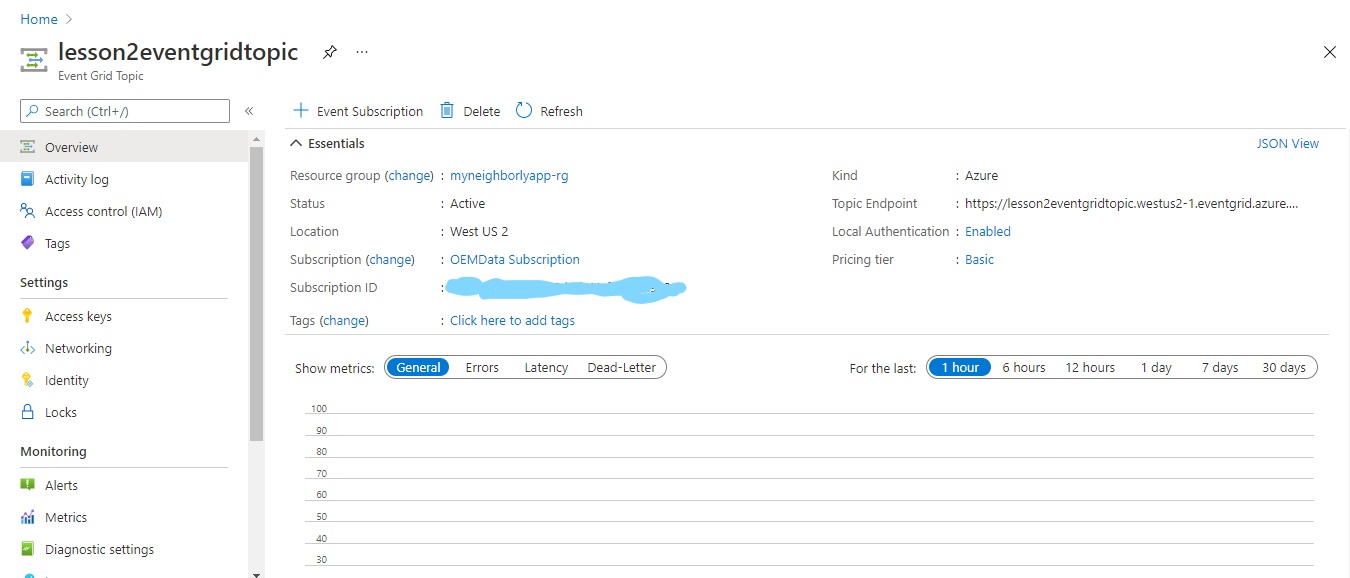 Home >
lesson2eventgridtopic ...
Event Grid Topic
Search (Ctrl+/) «
Overview
Activity log
Access control (IAM)
Tags
Settings
Access keys
Networking
Identity
Locks
Monitoring
Alerts
Metrics
Diagnostic settings
+ Event Subscription Delete Refresh
Essentials JSON View
Resource group (change) : myneighborlyapp-rg
Status : Active
Location : West US 2
Subscription (change) : OEMData Subscription
Subscription ID :
Tags (change) : Click here to add tags
Kind : Azure
Topic Endpoint : https://lesson2eventgridtopic.westus2-1.eventgrid.azure....
Local Authentication : Enabled
Pricing tier : Basic
Show metrics: General Errors Latency Dead-Letter
For the last: 1 hour 6 hours 12 hours 1 day 7 days 30 days
100
90
80
70
60
50
40
30